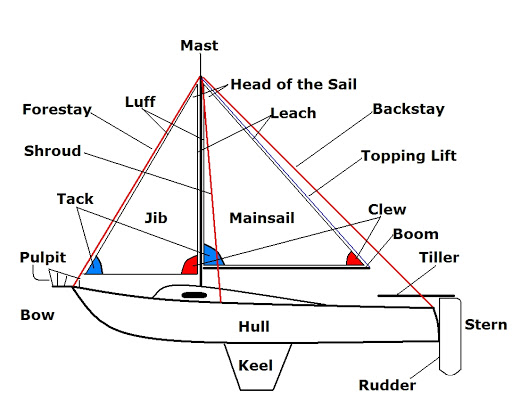 Mast
Head of the Sail
Luff
Forestay
Leach
Backstay
Shroud
Topping Lift
Tack
Jib
Mainsail
Clew
Boom
Pulpit
Tiller
Bow
Hull
Stern
Keel
Rudder